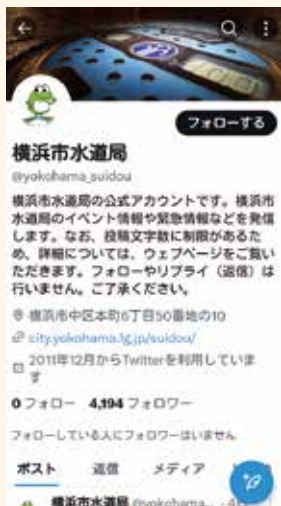 フォローする
横浜市水道局
@yokohama_suidou
横浜市水道局の公式アカウントです。横浜市
水道局のイベント情報や緊急情報などを発信
します。なお、投稿文字数に制限があるた
め、詳細については、ウェブページをご覧い
ただきます。フォローやリプライ（返信）は
行いません。ご了承ください。
横浜市中区本町6丁目50番地の10
city.yokohama.lg.jp/suidou/
2011年12月からTwitterを利用していま
す
0フォロー 4,194フォロワー
フォローしている人にフォロワーはいません
ポスト 返信 メディア
横浜市水道局 @yokohama...